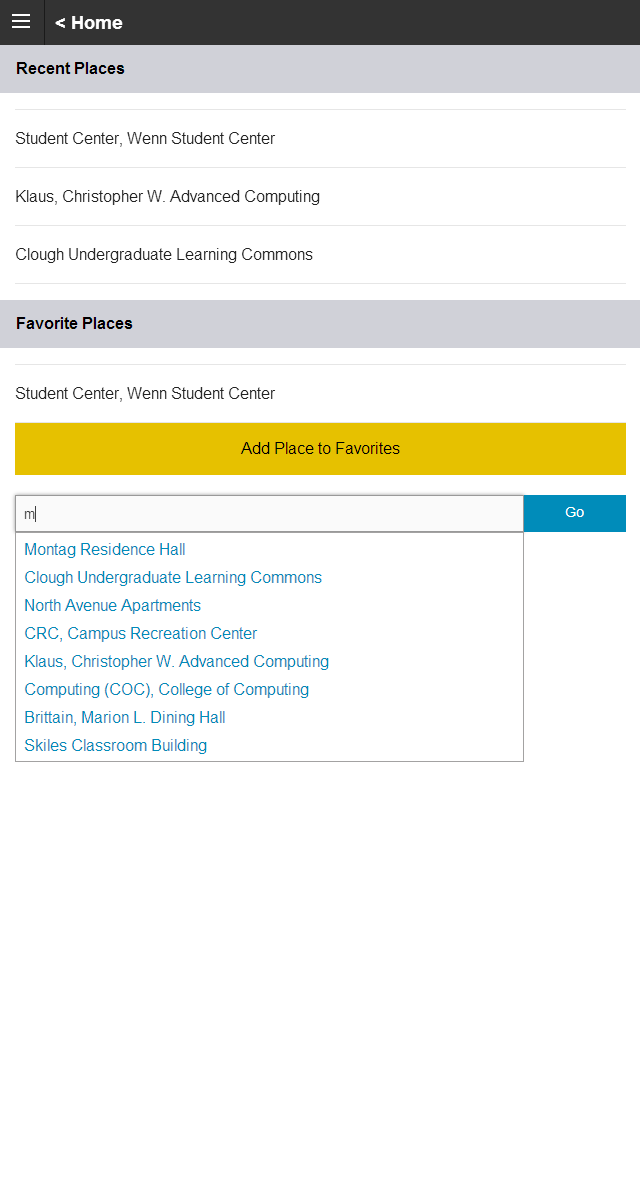 < Home
Recent Places
Student Center, Wenn Student Center
Klaus, Christopher W. Advanced Computing
Clough Undergraduate Learning Commons
Favorite Places
Student Center, Wenn Student Center
Add Place to Favorites
m Go
Montag Residence Hall
Clough Undergraduate Learning Commons
North Avenue Apartments
CRC, Campus Recreation Center
Klaus, Christopher W. Advanced Computing
Computing (COC), College of Computing
Brittain, Marion L. Dining Hall
Skiles Classroom Building